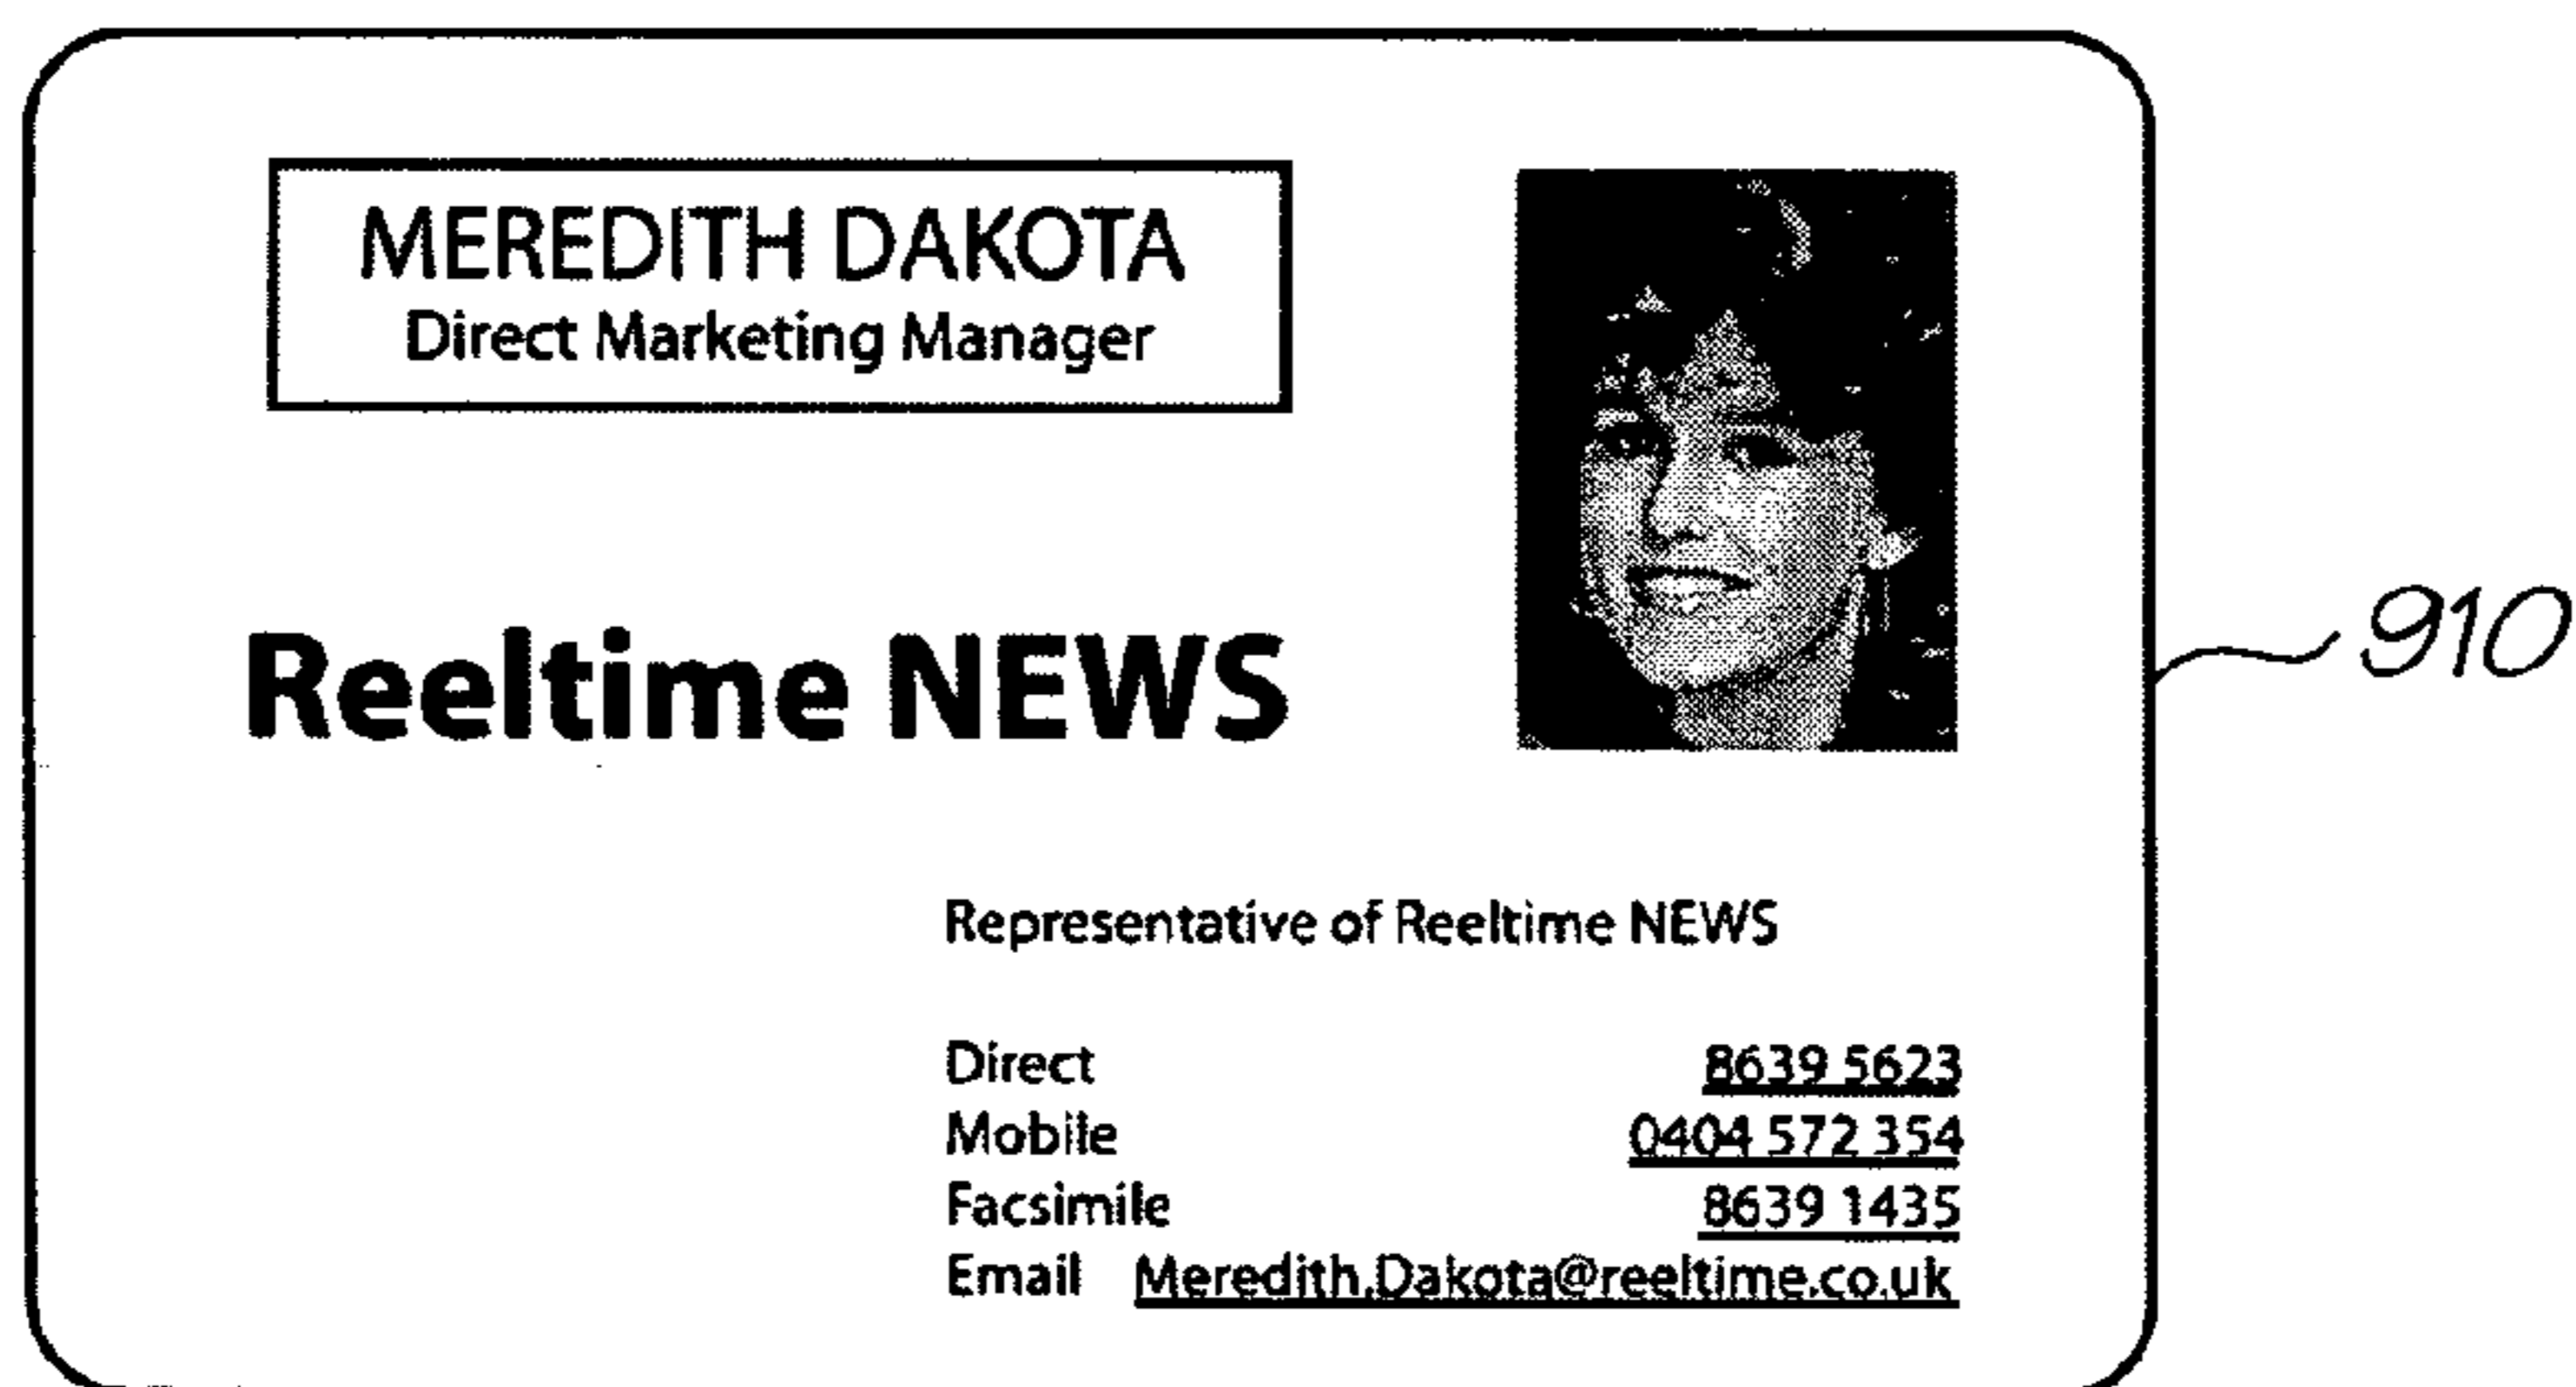 MEREDITH DAKOTA
Direct Marketing Manager
Reeltime NEWS
910
Representative of Reeltime NEWS
Direct 8639 5623
Mobile 0404 572 354
Facsimile 8639 1435
Email Meredith.Dakota@reeltime.co.uk